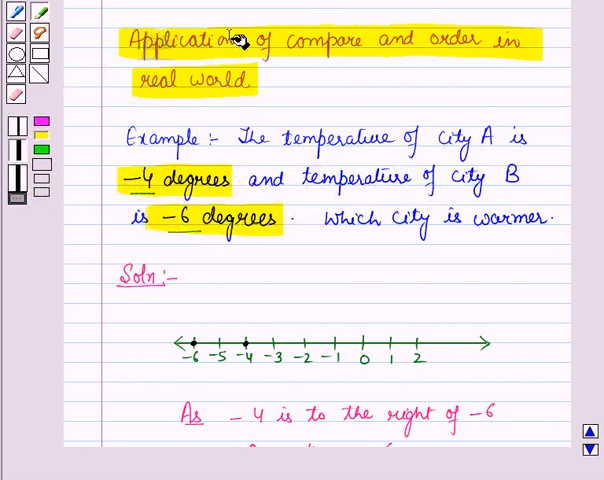 Application of compare and order in
real world
Example:- The temperature of city A is
-4 degrees and temperature of city B
is -6 degrees. Which city is warmer.
Soln:-
-6 -5 -4 -3 -2 -1 0 1 2
As -4 is to the right of -6